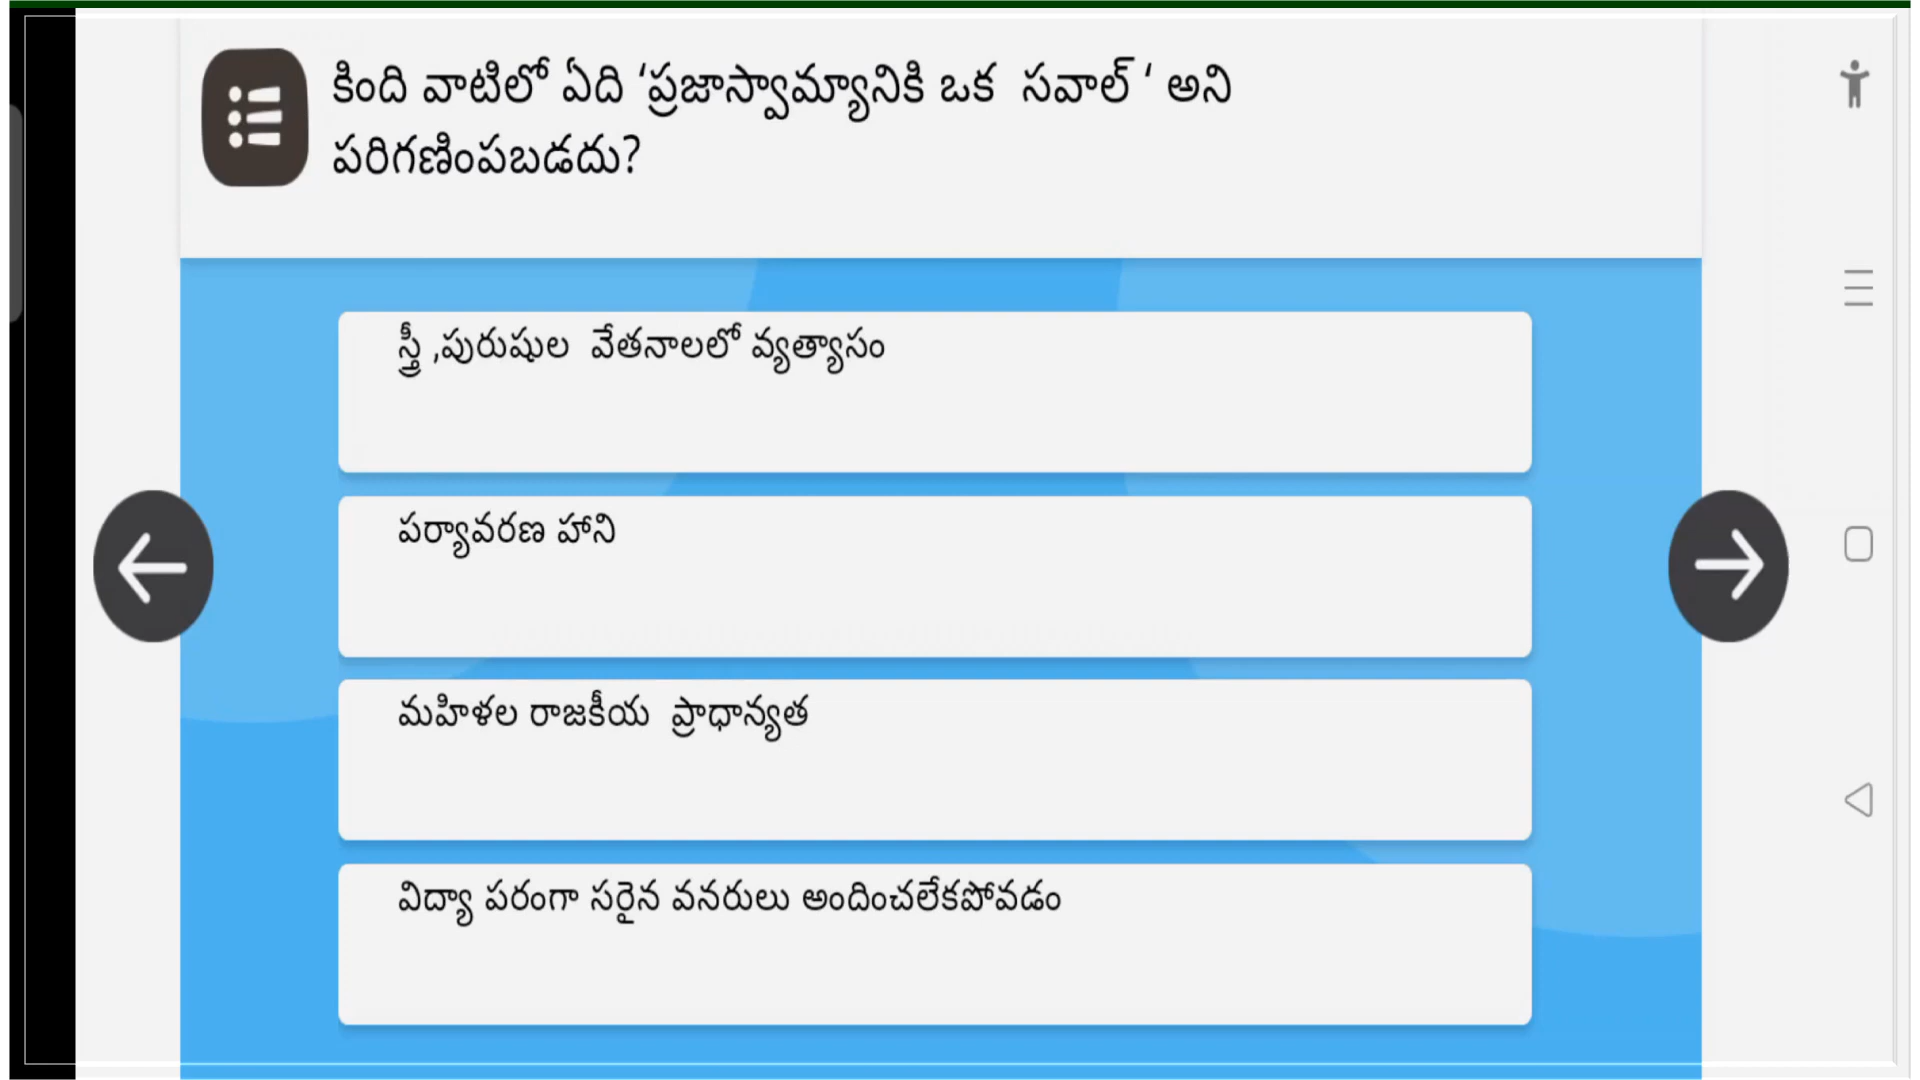 కింది వాటిలో ఏది ‘ప్రజాస్వామ్యానికి ఒక సవాల్ ‘ అని
పరిగణింపబడదు?
స్త్రీ ,పురుషుల వేతనాలలో వ్యత్యాసం
పర్యావరణ హాని
మహిళల రాజకీయ ప్రాధాన్యత
విద్యా పరంగా సరైన వనరులు అందించలేకపోవడం